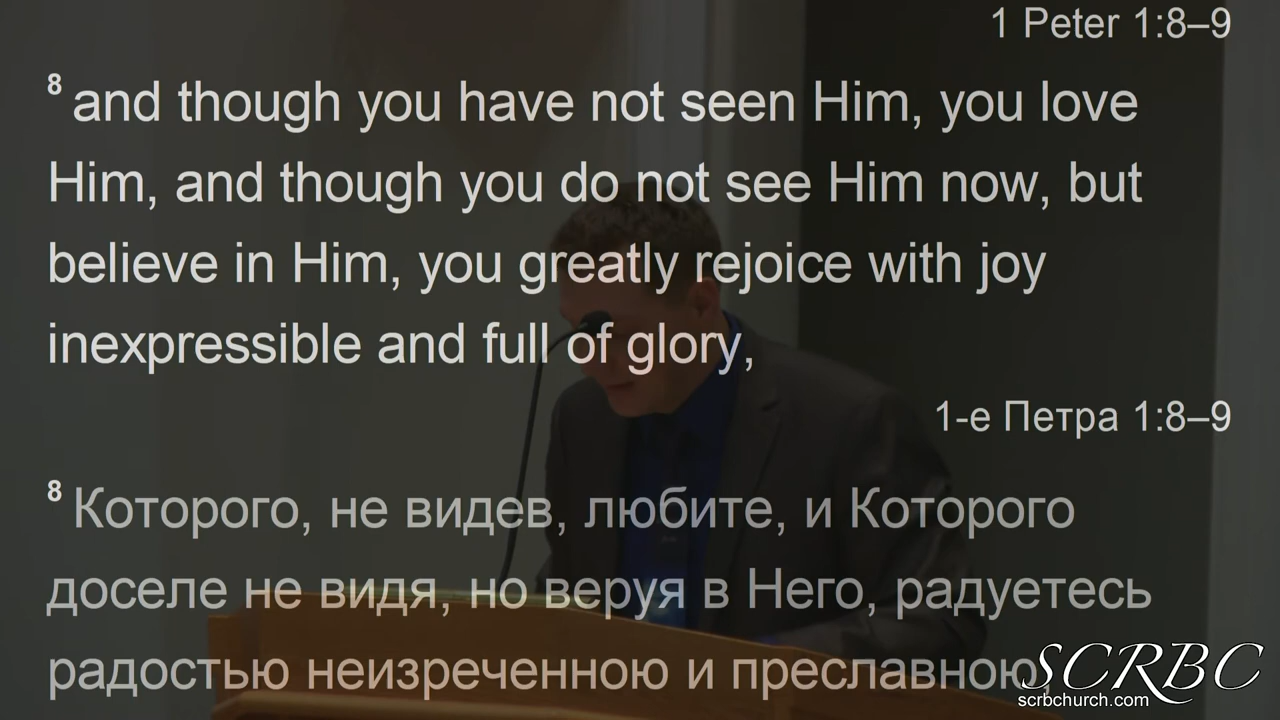 1 Peter 1:8–9
8 and though you have not seen Him, you love
Him, and though you do not see Him now, but
believe in Him, you greatly rejoice with joy
inexpressible and full of glory,
1-е Петра 1:8–9
8 Которого, не видев, любите, и Которого
доселе не видя, но веруя в Него, радуетесь
радостью неизреченною и преславною,
SCRBC
scrbchurch.com